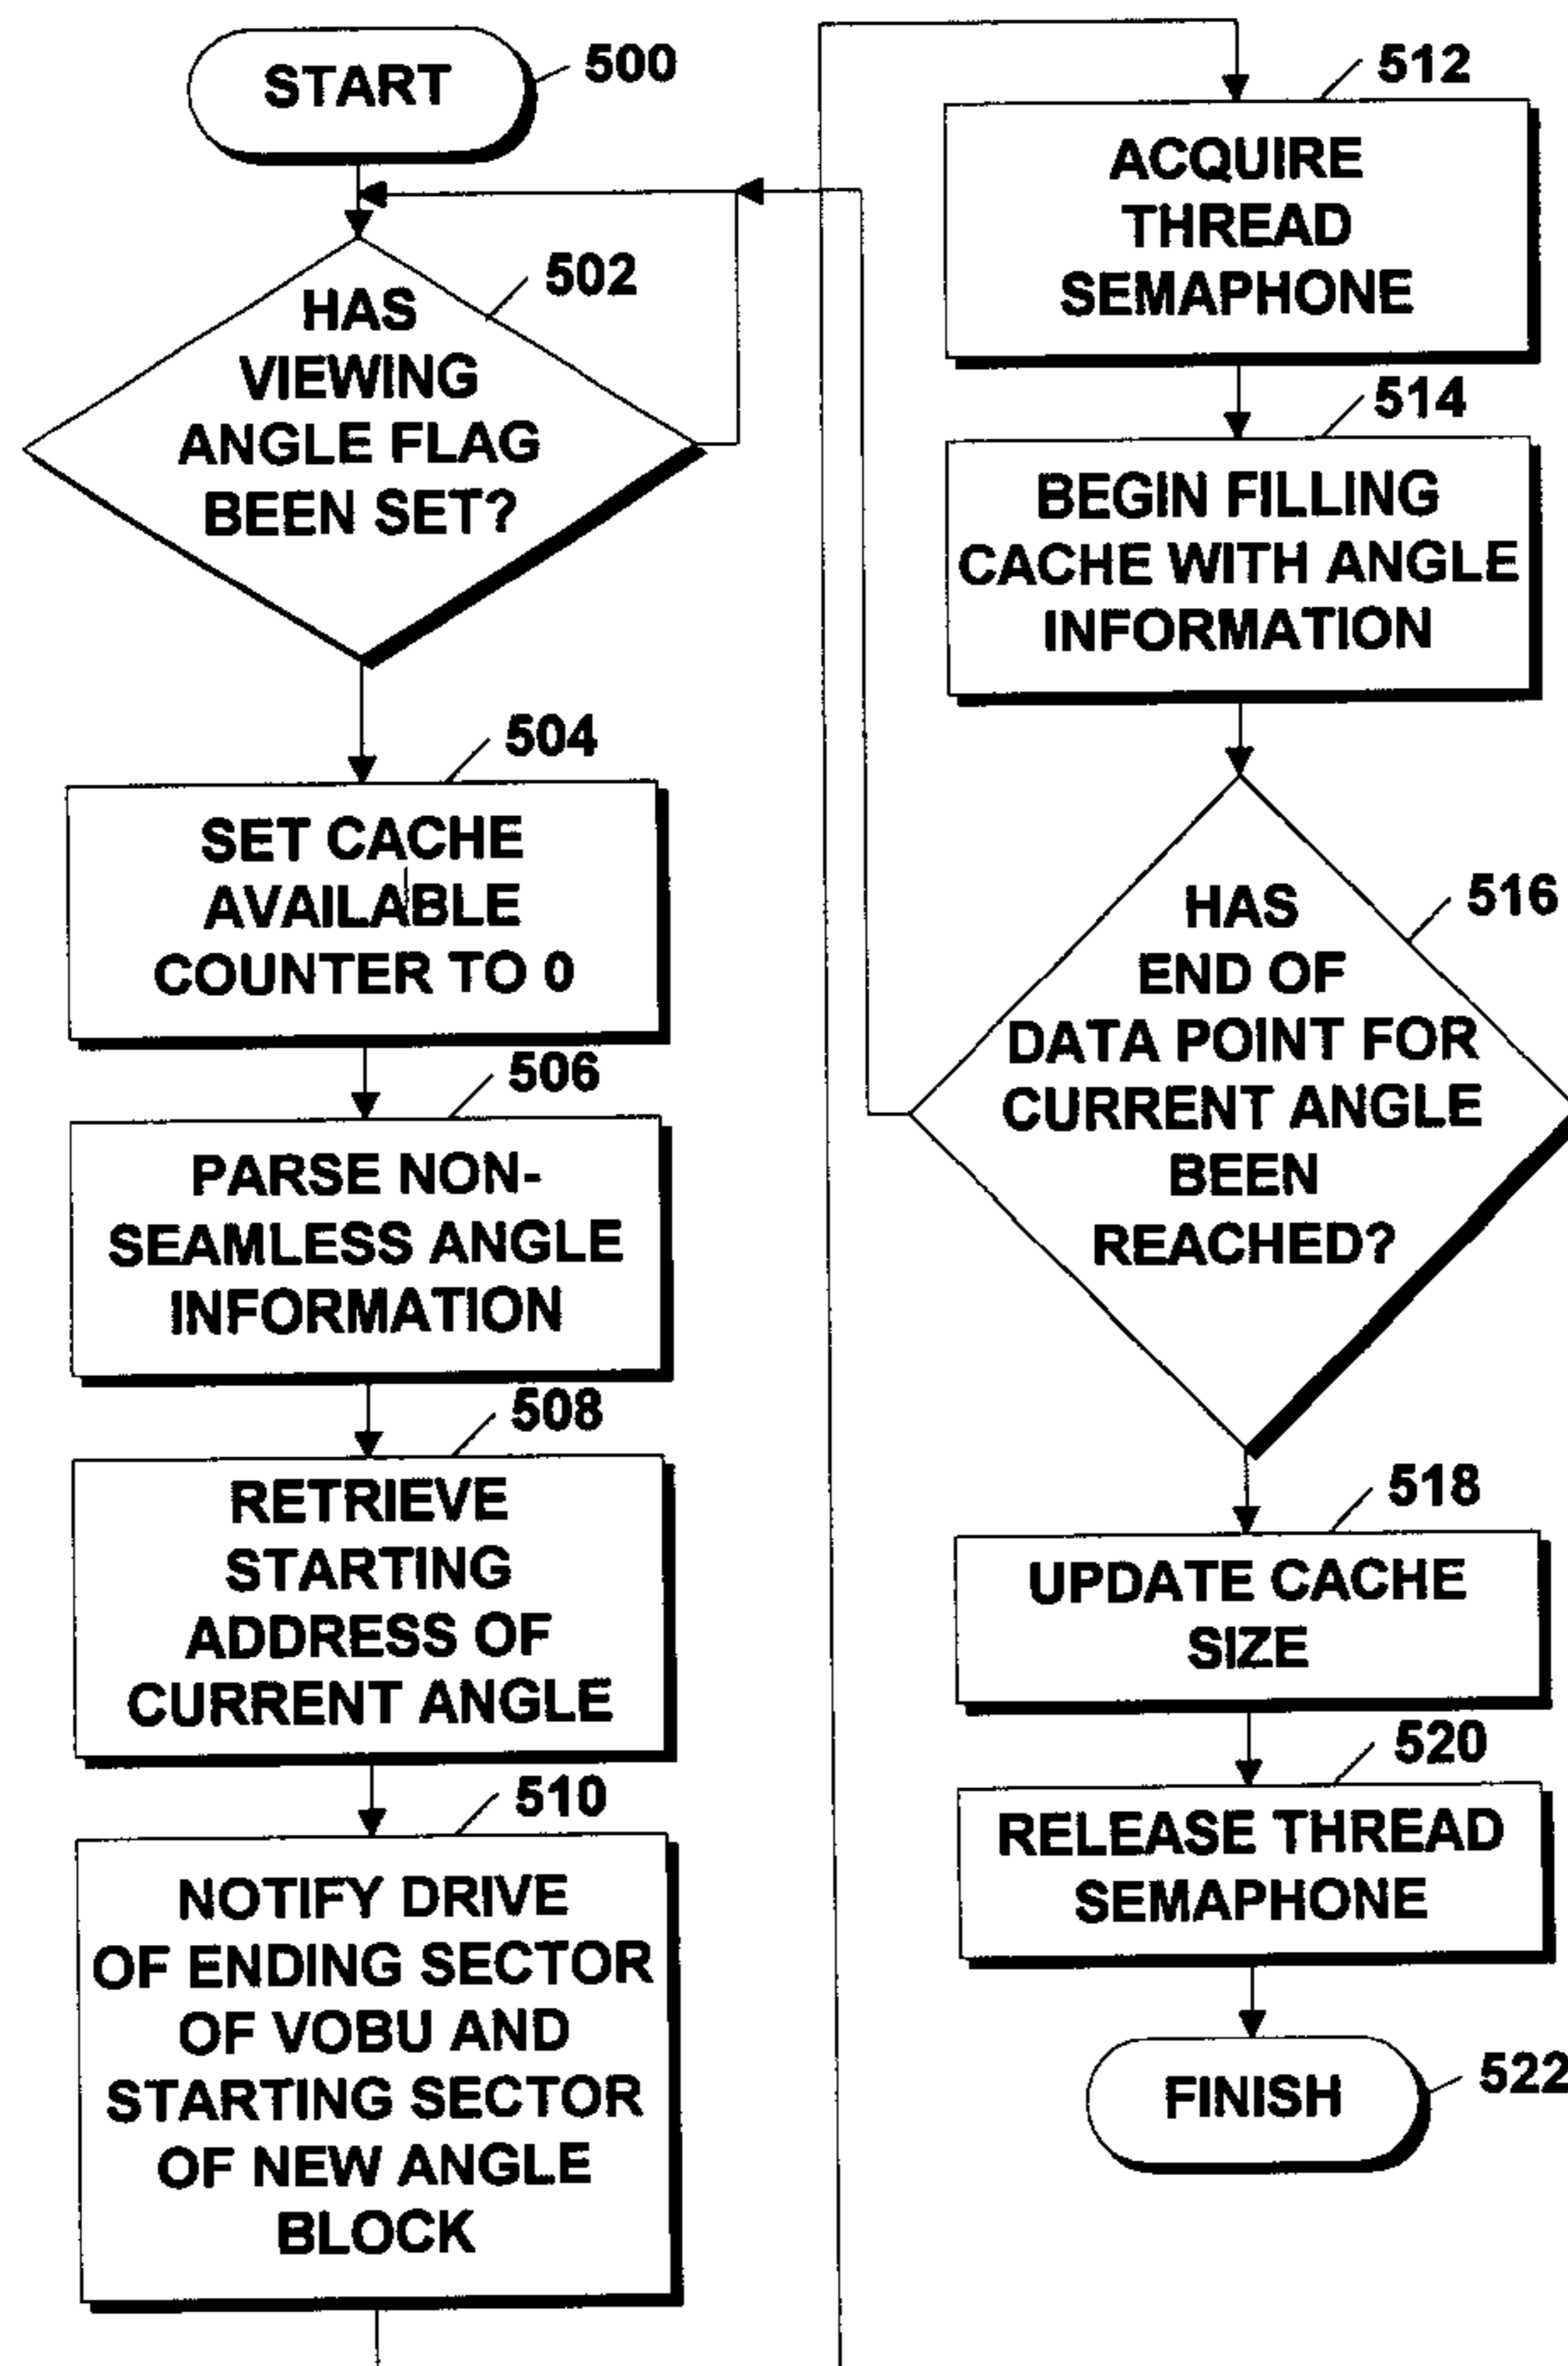 START
500
502
HAS
VIEWING
ANGLE FLAG
BEEN SET?
504
SET CACHE
AVAILABLE
COUNTER TO 0
506
PARSE NON-
SEAMLESS ANGLE
INFORMATION
508
RETRIEVE
STARTING
ADDRESS OF
CURRENT ANGLE
510
NOTIFY DRIVE
OF ENDING SECTOR
OF VOBU AND
STARTING SECTOR
OF NEW ANGLE
BLOCK
512
ACQUIRE
THREAD
SEMAPHONE
514
BEGIN FILLING
CACHE WITH ANGLE
INFORMATION
516
HAS
END OF
DATA POINT FOR
CURRENT ANGLE
BEEN
REACHED?
518
UPDATE CACHE
SIZE
520
RELEASE THREAD
SEMAPHONE
FINISH
522